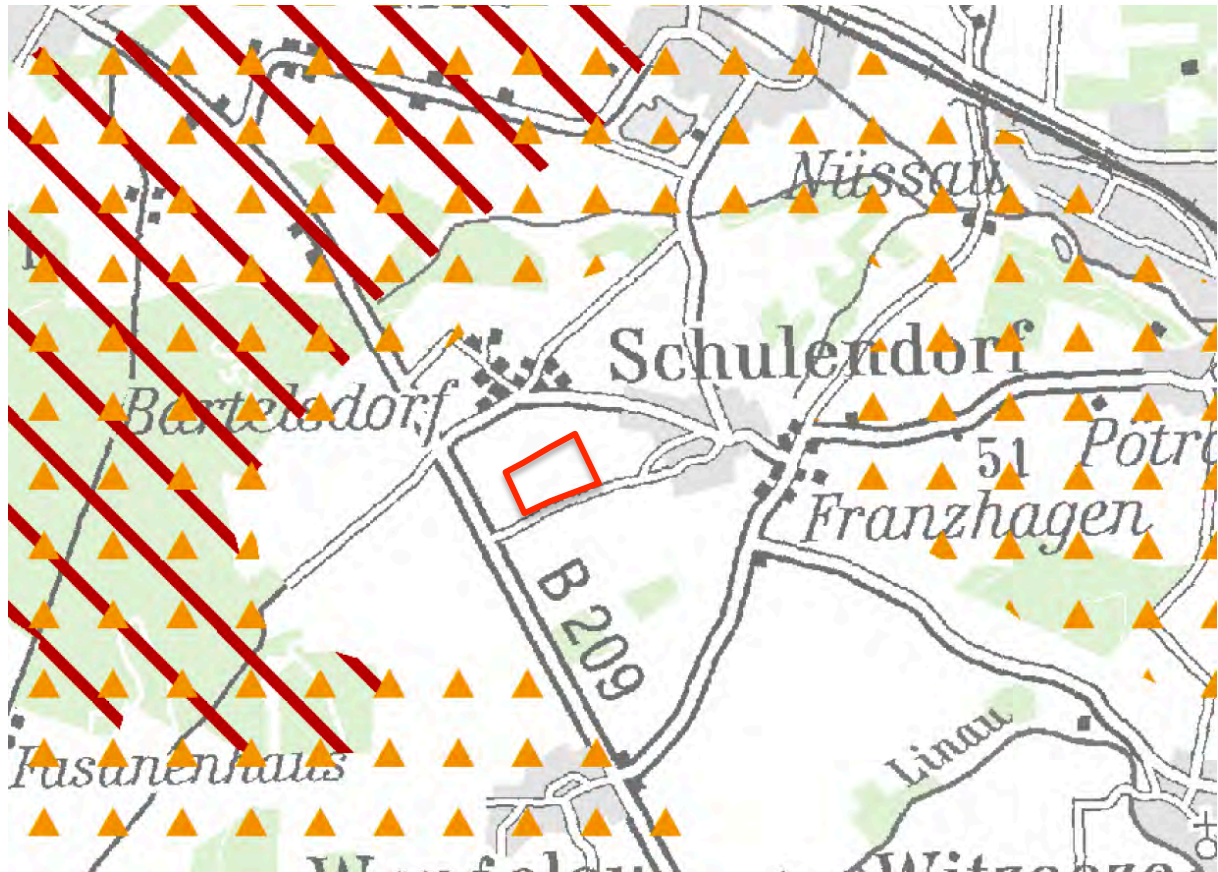 Nüssau
Schulendorf
Bartelsdorf
51
Franzhagen
B 209
Linau
Fasanenhaus